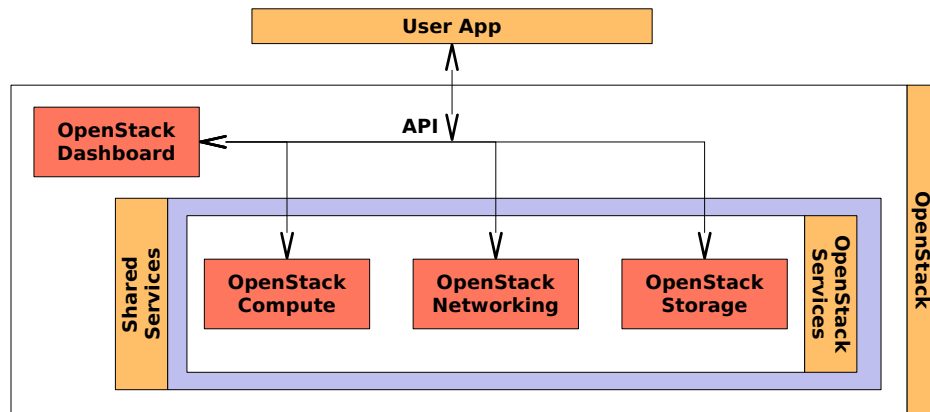 User App
API
OpenStack
Dashboard
OpenStack
Shared
Services
OpenStack
Compute
OpenStack
Networking
OpenStack
Storage
OpenStack
Services